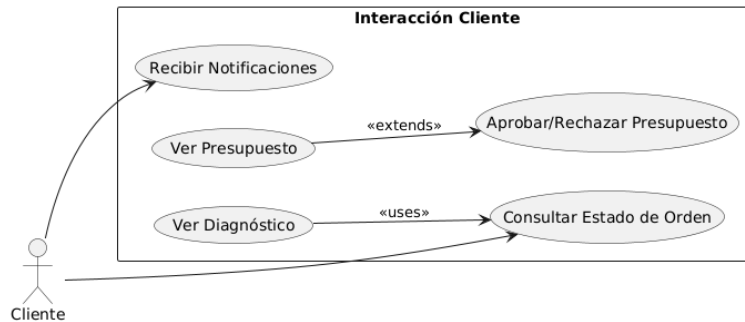 Interacción Cliente
Recibir Notificaciones
Ver Presupuesto
«extends»
Aprobar/Rechazar Presupuesto
Ver Diagnóstico
«uses»
Consultar Estado de Orden
Cliente